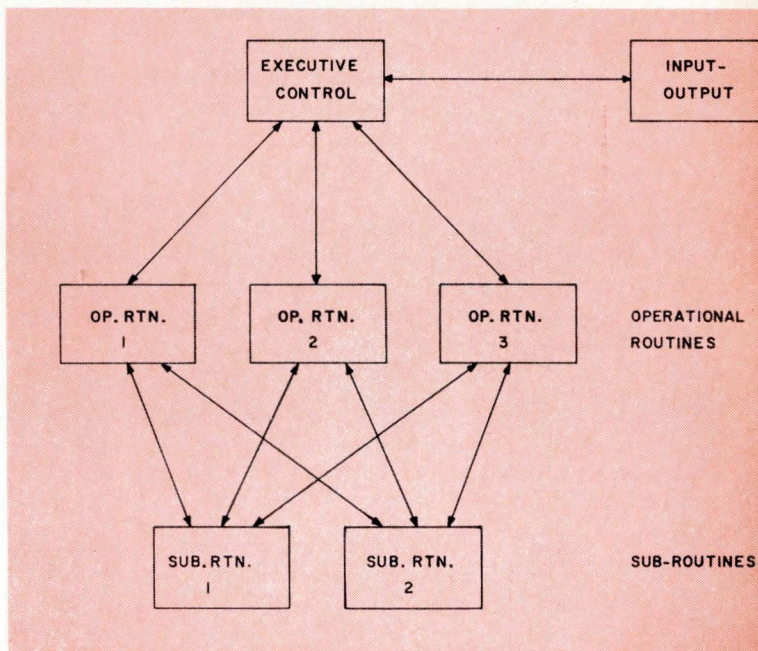 EXECUTIVE
CONTROL
INPUT-
OUTPUT
OP. RTN.
1
OP. RTN.
2
OP. RTN.
3
OPERATIONAL
ROUTINES
SUB. RTN.
1
SUB. RTN.
2
SUB-ROUTINES